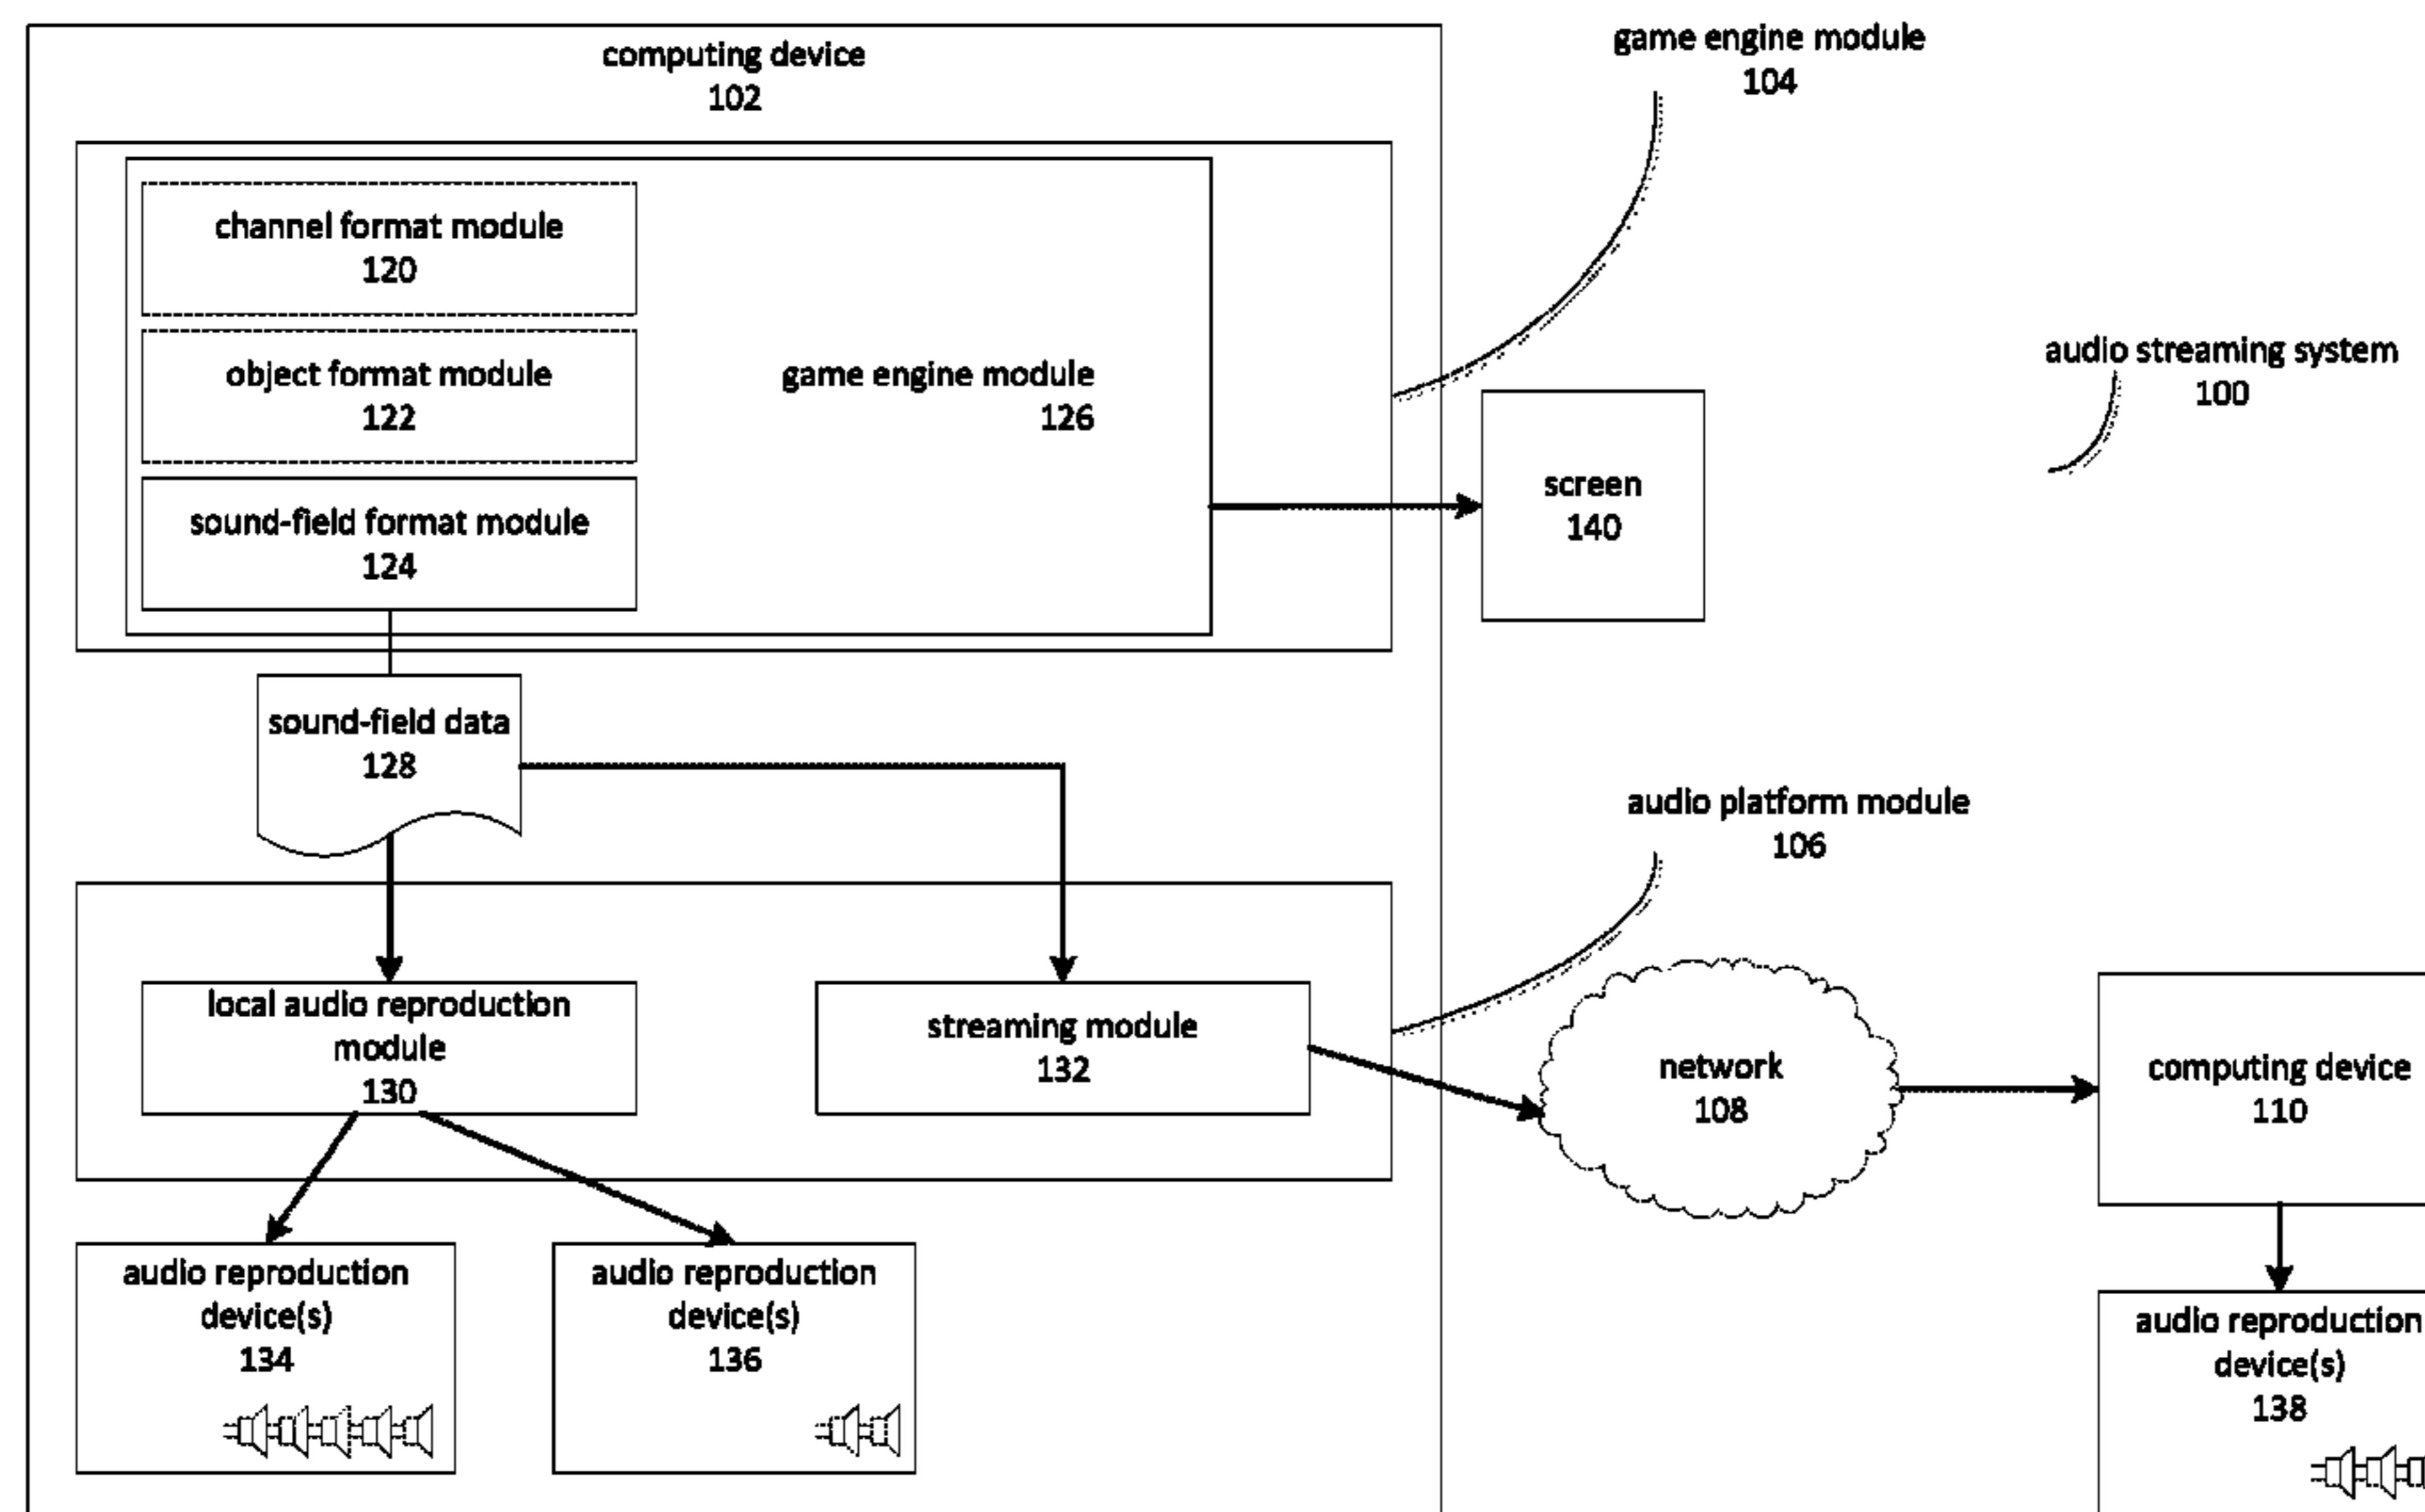 computing device
102
game engine module
104
channel format module
120
object format module
122
game engine module
126
audio streaming system
100
sound-field format module
124
screen
140
sound-field data
128
audio platform module
106
local audio reproduction
module
130
streaming module
132
network
108
computing device
110
audio reproduction
device(s)
134
audio reproduction
device(s)
136
audio reproduction
device(s)
138